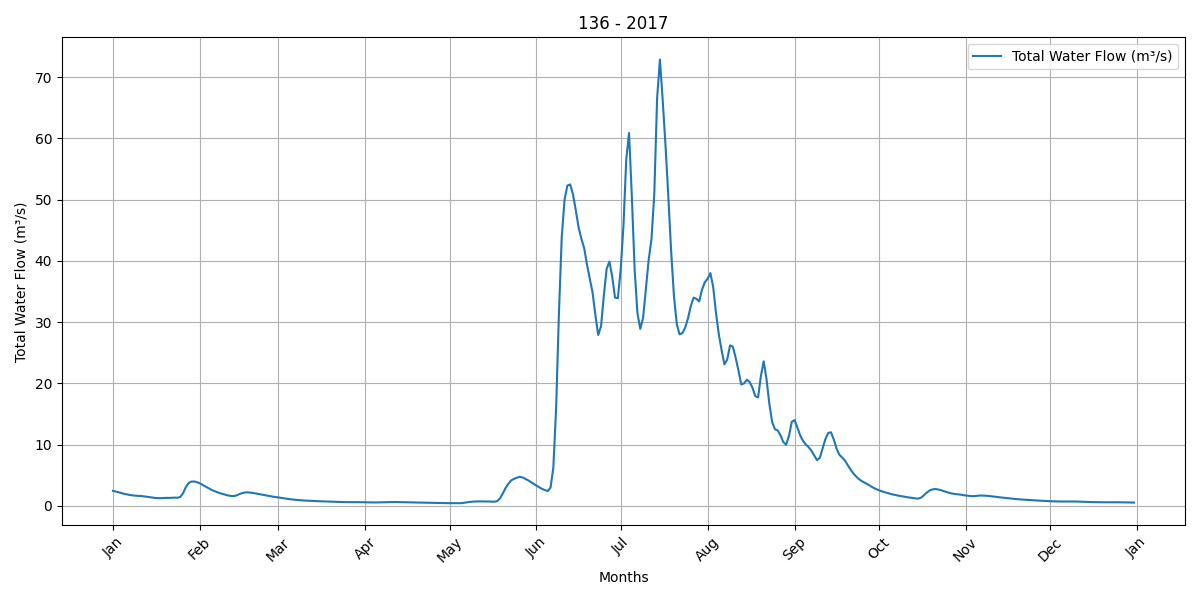 136 - 2017
Total Water Flow (m³/s)
Total Water Flow (m³/s)
70
60
50
40
30
20
10
0
Jan
Feb
Mar
Apr
May
Jun
Jul
Aug
Sep
Oct
Nov
Dec
Jan
Months